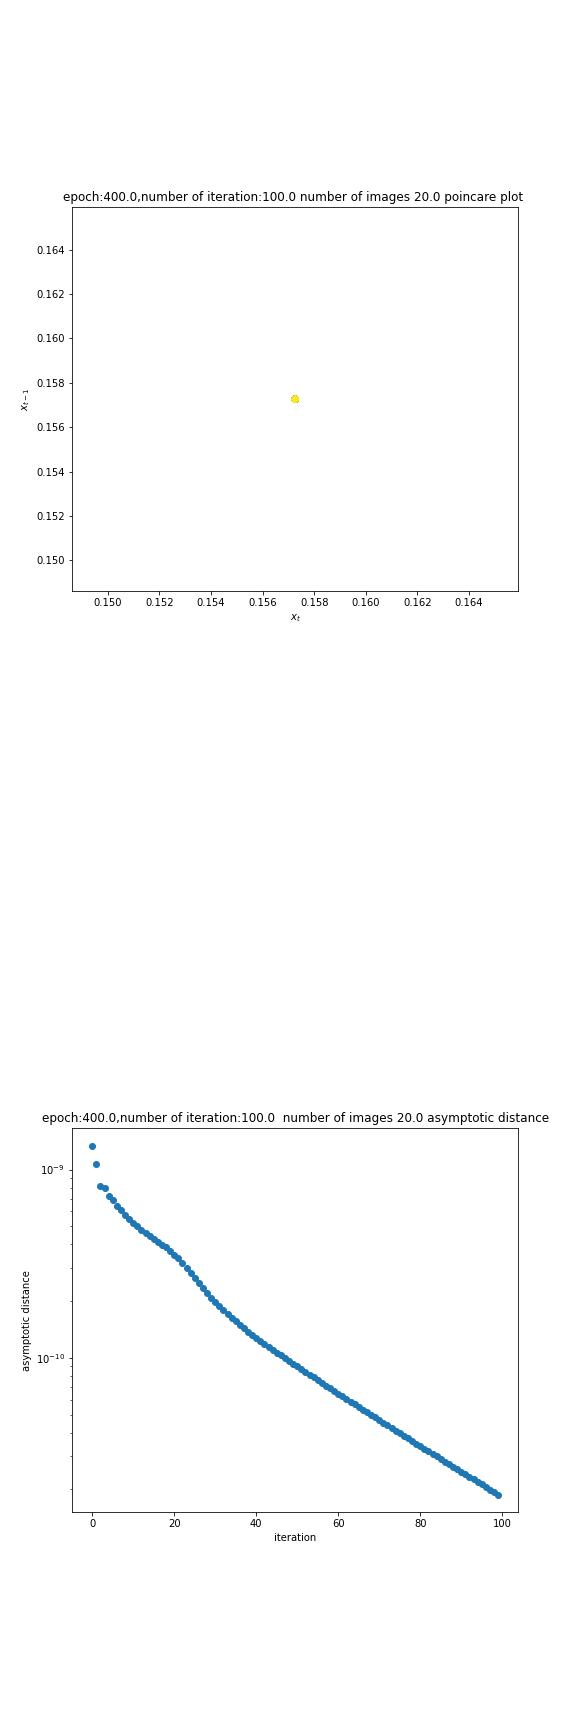 epoch:400.0,number of iteration:100.0 number of images 20.0 poincare plot
0.164
0.162
0.160
0.158
0.156
0.154
0.152
0.150
x_{t-1}
0.150 0.152 0.154 0.156 0.158 0.160 0.162 0.164
x_t
epoch:400.0,number of iteration:100.0  number of images 20.0 asymptotic distance
10⁻⁹
10⁻¹⁰
asymptotic distance
0 20 40 60 80 100
iteration